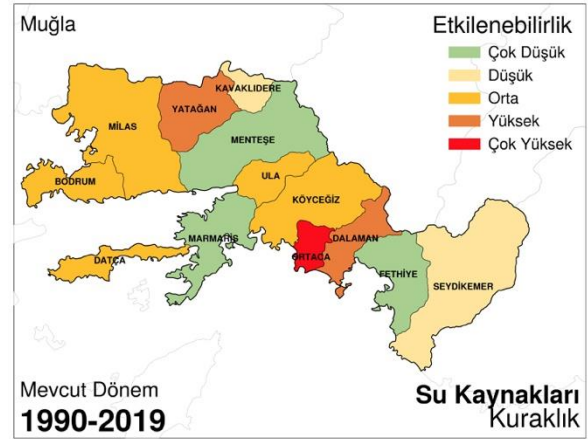 Muğla
Etkilenebilirlik
Çok Düşük
Düşük
Orta
Yüksek
Çok Yüksek
KAVAKLIDERE
YATAĞAN
MİLAS
MENTEŞE
ULA
BODRUM
KÖYCEĞİZ
MARMARİS
DALAMAN
DATÇA
ORTACA
FETHİYE
SEYDİKEMER
Mevcut Dönem
1990-2019
Su Kaynakları
Kuraklık